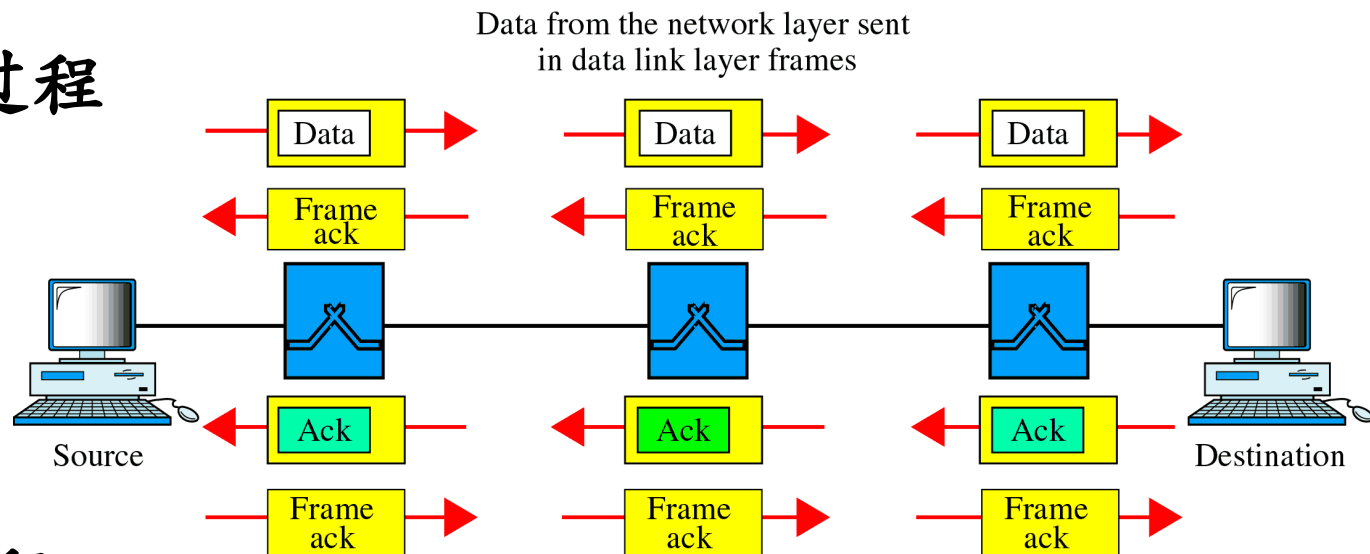 Data from the network layer sent
in data link layer frames
过程
Data
Data
Data
Frame
ack
Frame
ack
Frame
ack
Ack
Ack
Ack
Source
Destination
Frame
ack
Frame
ack
Frame
ack